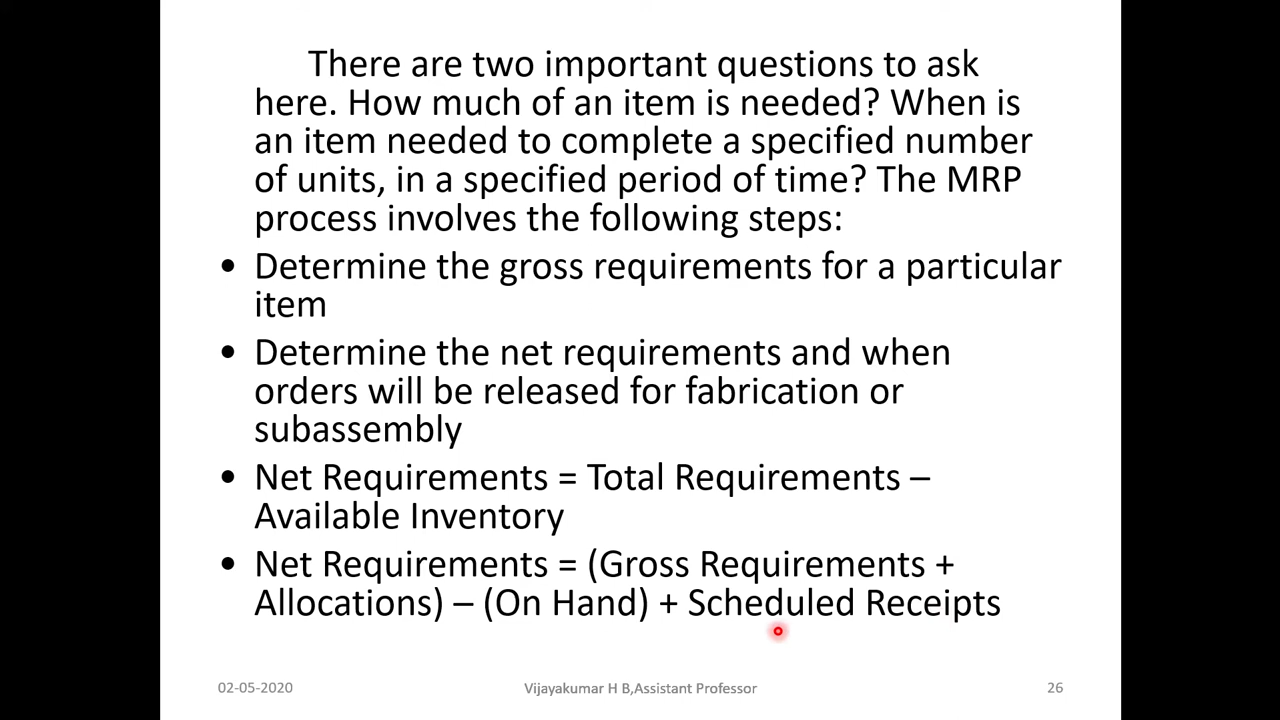 There are two important questions to ask
here. How much of an item is needed? When is
an item needed to complete a specified number
of units, in a specified period of time? The MRP
process involves the following steps:
• Determine the gross requirements for a particular
item
• Determine the net requirements and when
orders will be released for fabrication or
subassembly
• Net Requirements = Total Requirements –
Available Inventory
• Net Requirements = (Gross Requirements +
Allocations) – (On Hand) + Scheduled Receipts
02-05-2020
Vijayakumar H B,Assistant Professor
26